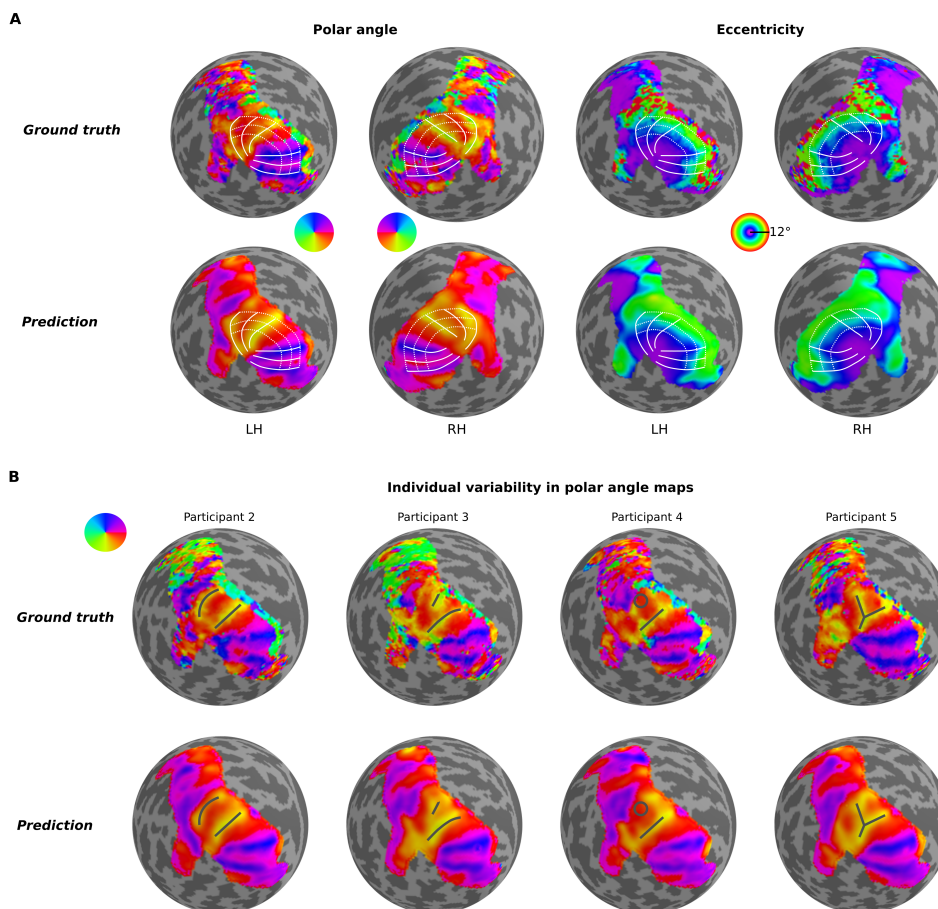 A
Polar angle
Eccentricity
Ground truth
12°
Prediction
LH
RH
LH
RH
B
Individual variability in polar angle maps
Participant 2
Participant 3
Participant 4
Participant 5
Ground truth
Prediction